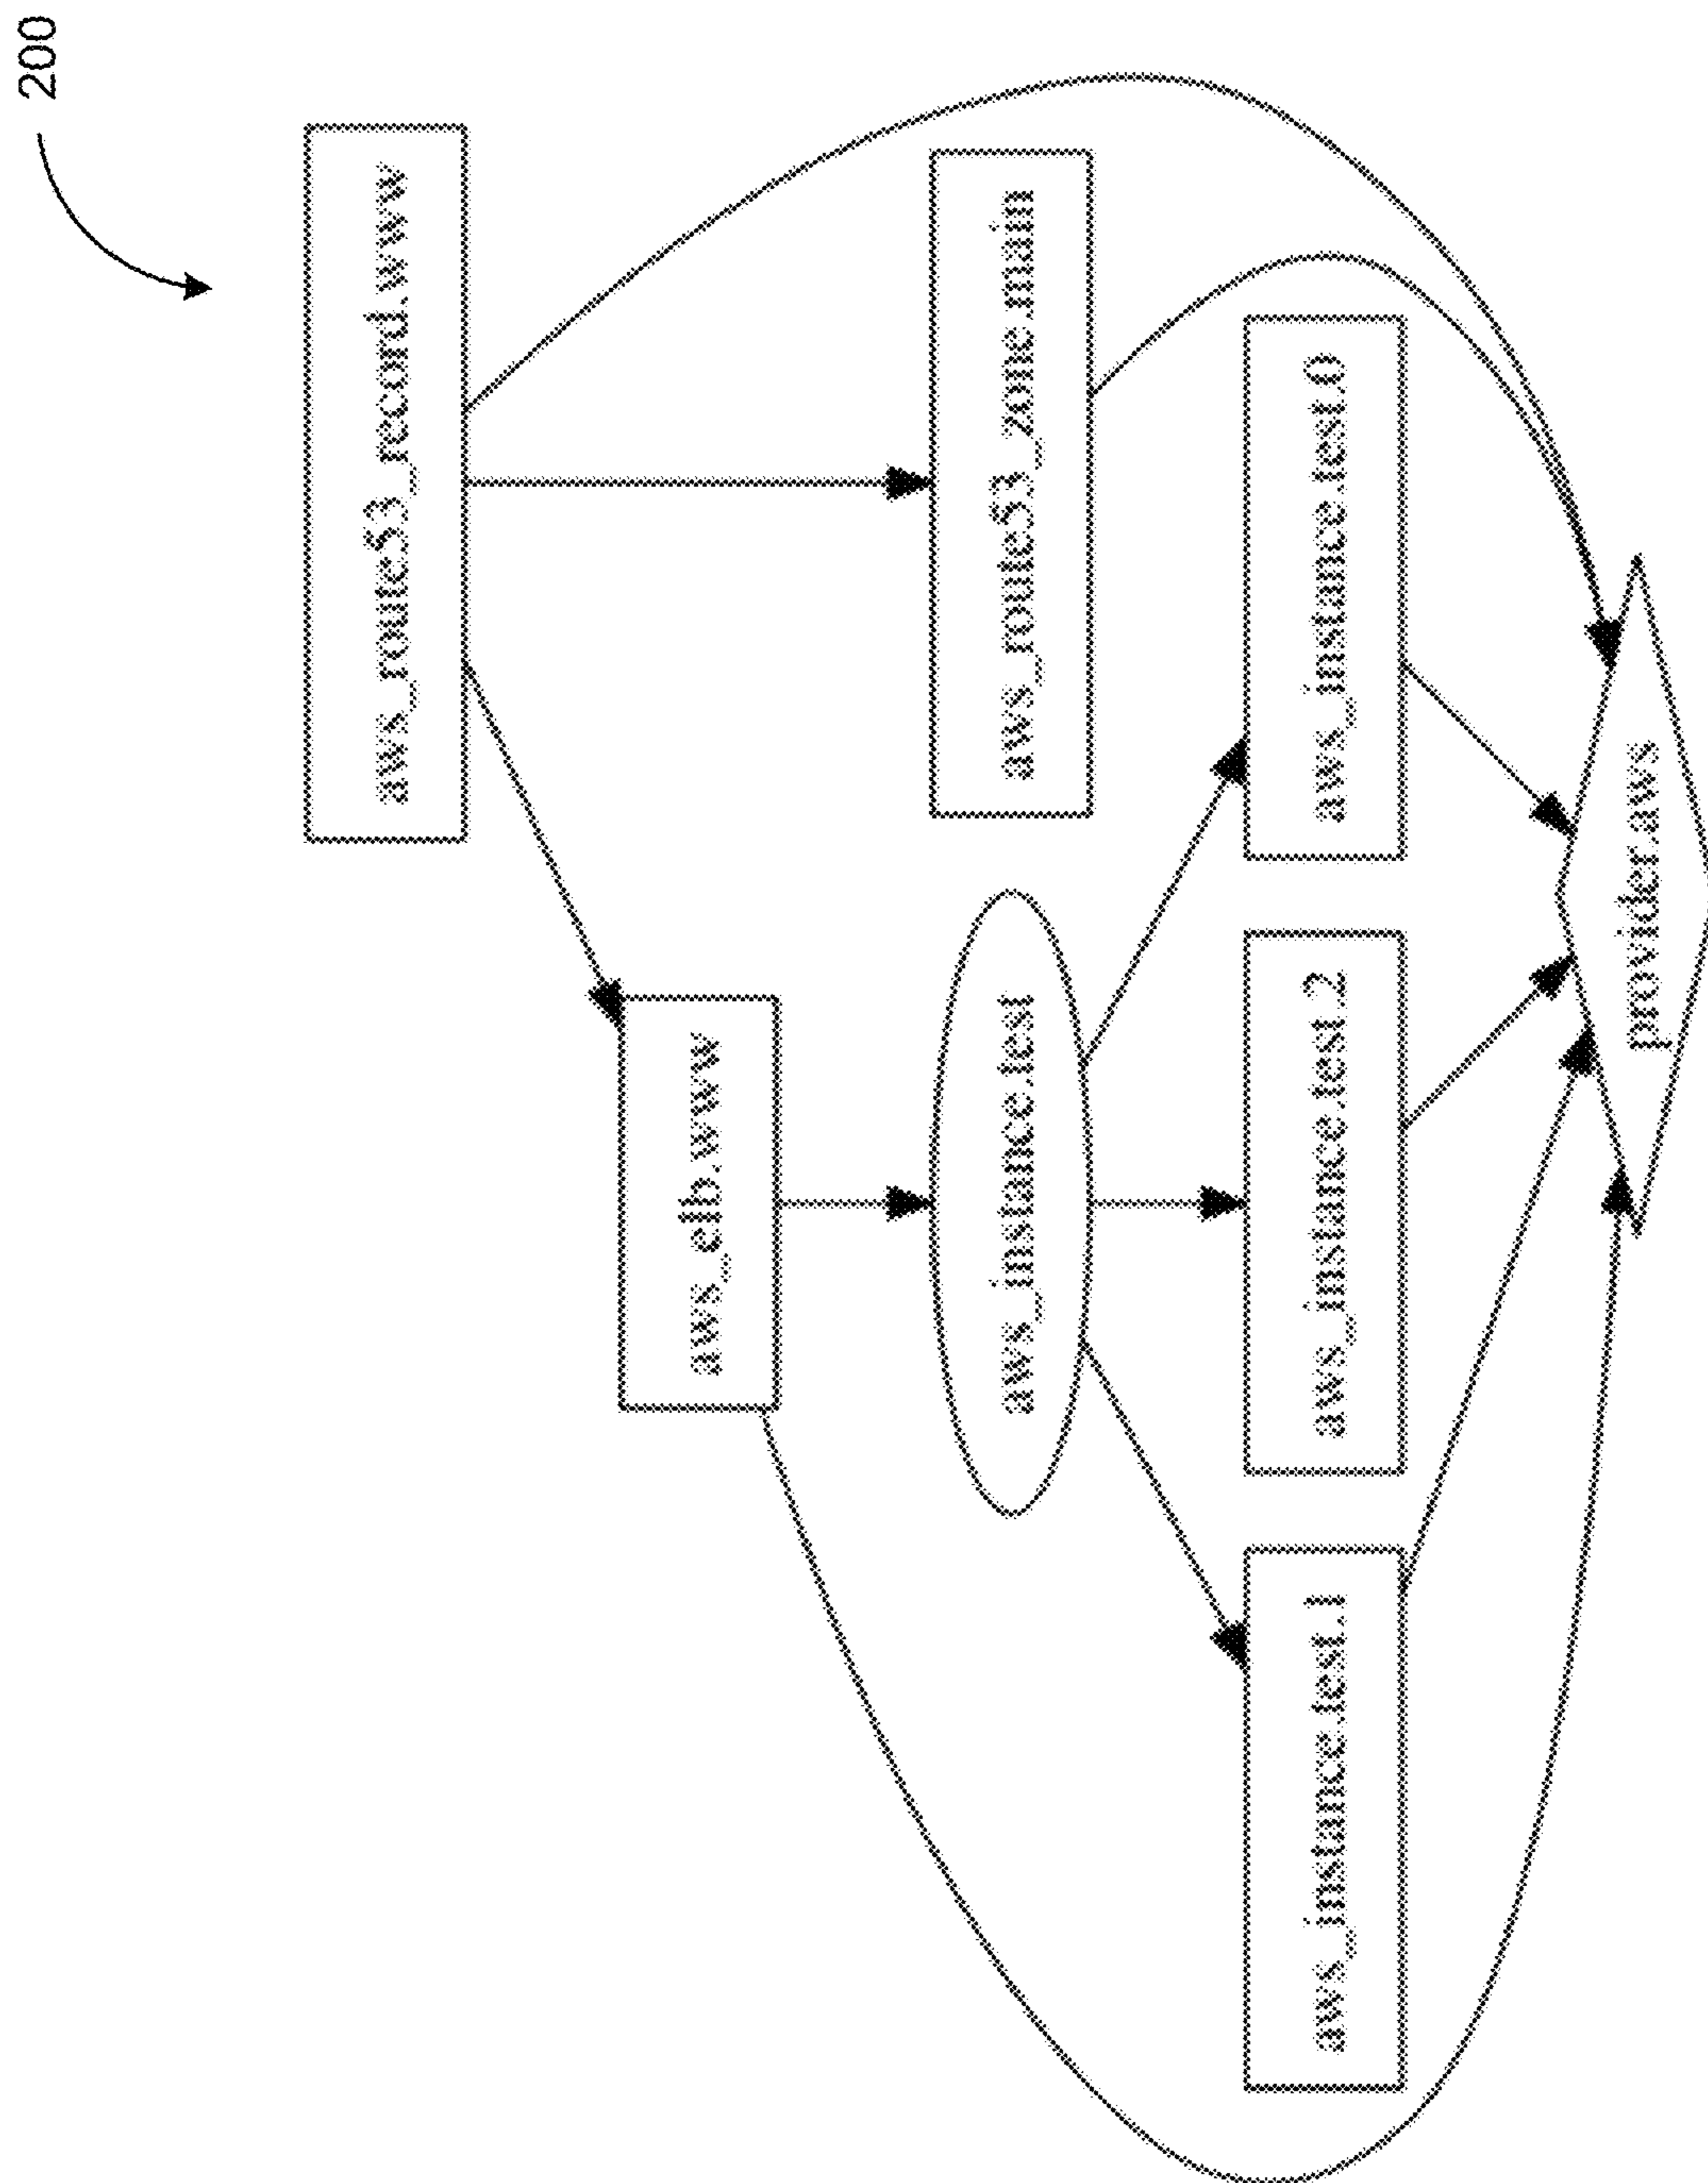 200
aws_route53_record.www
aws_elb.www
aws_instance.test
aws_route53_zone.main
aws_instance.test.1
aws_instance.test.2
aws_instance.test.0
provider.aws